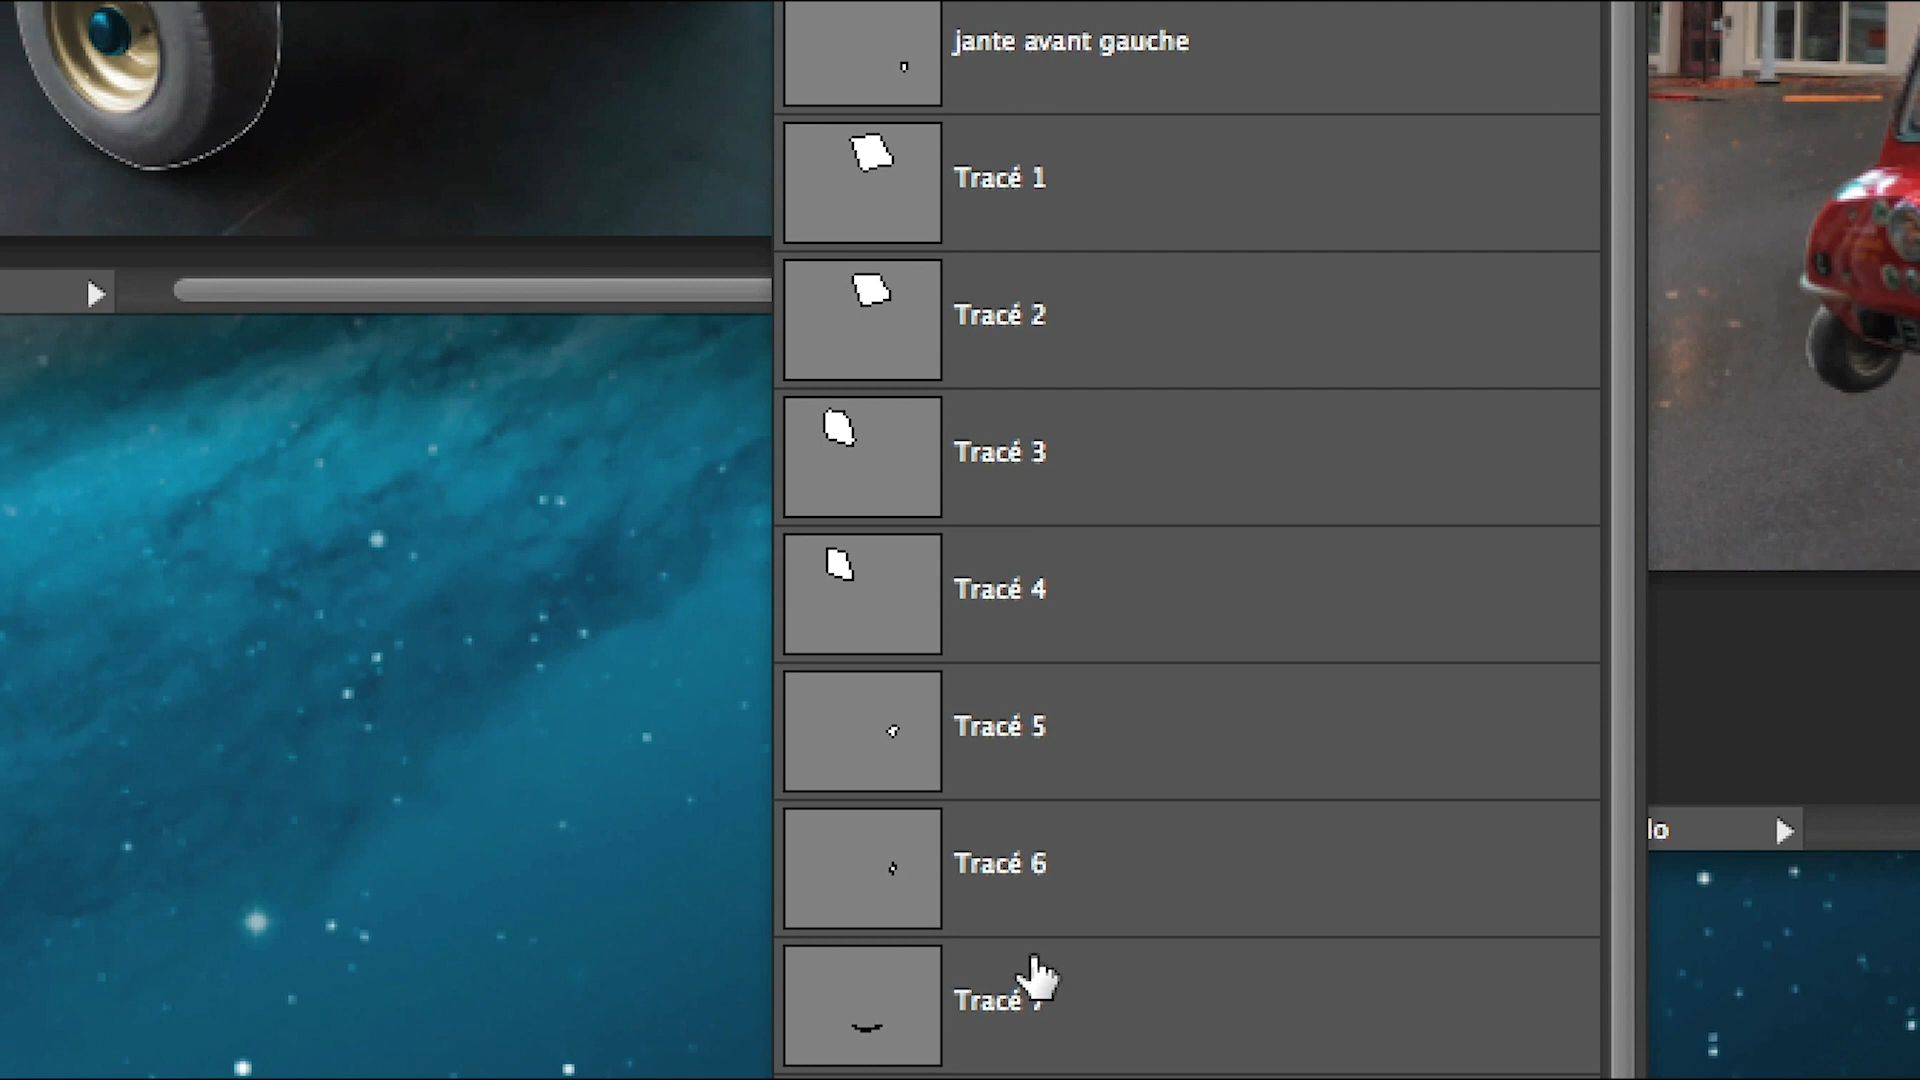 jante avant gauche
Tracé 1
Tracé 2
Tracé 3
Tracé 4
Tracé 5
Tracé 6
Tracé
lo